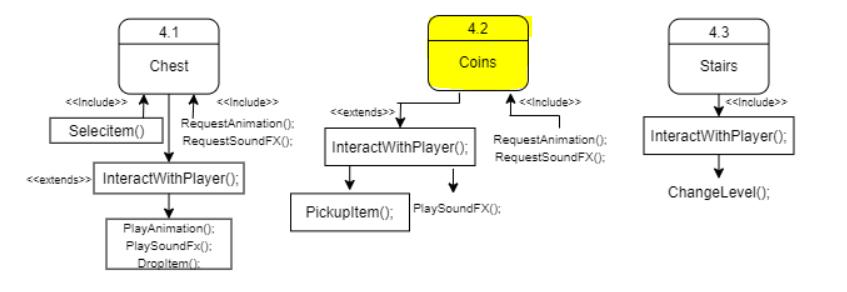 4.1
Chest
<<Include>>
<<Include>>
Selecitem()
RequestAnimation();
RequestSoundFX();
<<extends>>
InteractWithPlayer();
PlayAnimation();
PlaySoundFx();
DropItem();
4.2
Coins
<<extends>>
<<Include>>
InteractWithPlayer();
RequestAnimation();
RequestSoundFX();
PickupItem();
PlaySoundFX();
4.3
Stairs
<<Include>>
InteractWithPlayer();
ChangeLevel();